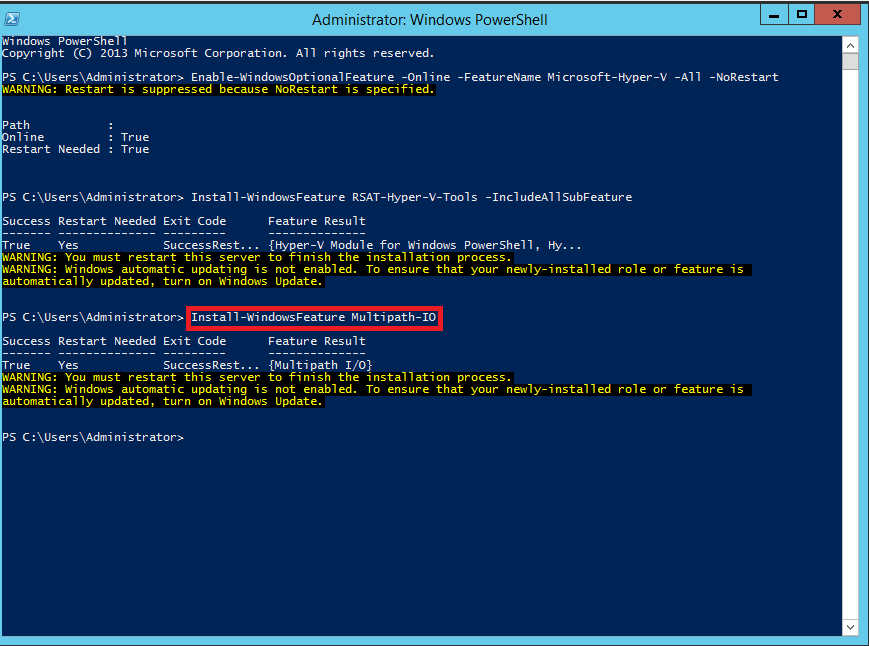 Administrator: Windows PowerShell
Windows PowerShell
Copyright (C) 2013 Microsoft Corporation. All rights reserved.
PS C:\Users\Administrator> Enable-WindowsOptionalFeature -Online -FeatureName Microsoft-Hyper-V -All -NoRestart
WARNING: Restart is suppressed because NoRestart is specified.
Path          :
Online        : True
Restart Needed : True
PS C:\Users\Administrator> Install-WindowsFeature RSAT-Hyper-V-Tools -IncludeAllSubFeature
Success Restart Needed Exit Code      Feature Result
------- -------------- ---------      --------------
True    Yes            SuccessRest... {Hyper-V Module for Windows PowerShell, Hy...
WARNING: You must restart this server to finish the installation process.
WARNING: Windows automatic updating is not enabled. To ensure that your newly-installed role or feature is
automatically updated, turn on Windows Update.
PS C:\Users\Administrator> Install-WindowsFeature Multipath-IO
Success Restart Needed Exit Code      Feature Result
------- -------------- ---------      --------------
True    Yes            SuccessRest... {Multipath I/O}
WARNING: You must restart this server to finish the installation process.
WARNING: Windows automatic updating is not enabled. To ensure that your newly-installed role or feature is
automatically updated, turn on Windows Update.
PS C:\Users\Administrator>